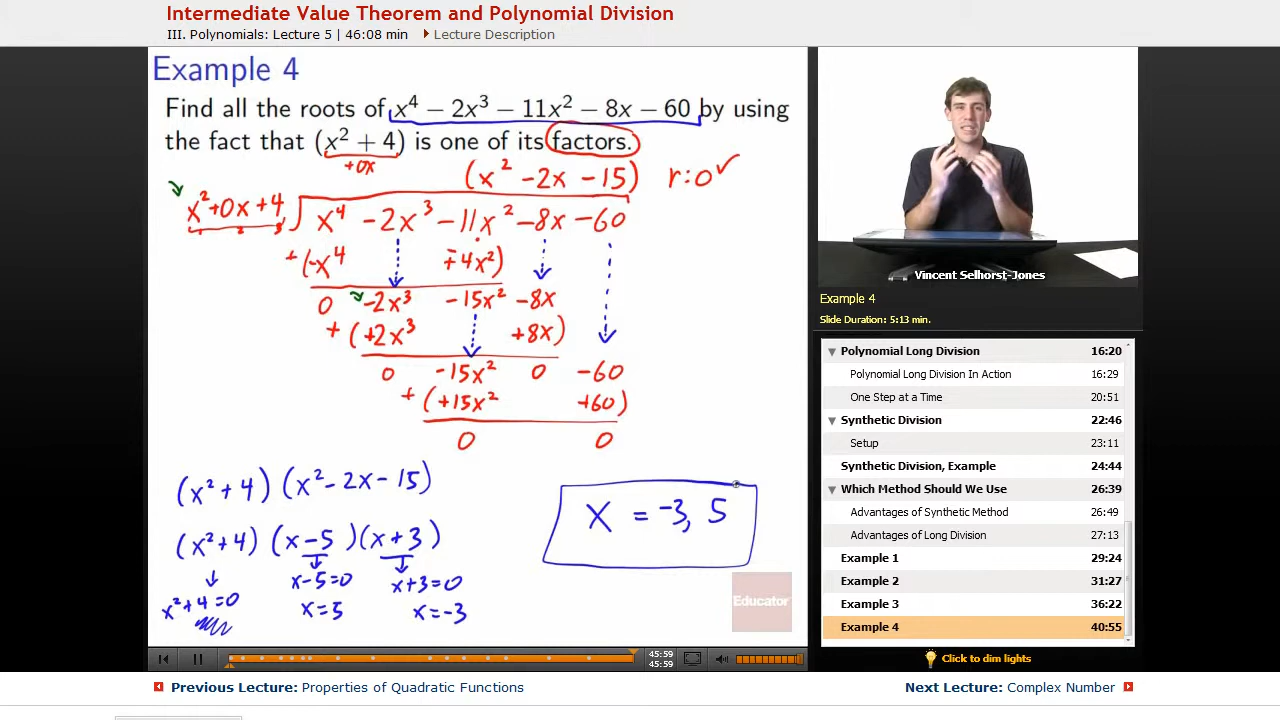 Intermediate Value Theorem and Polynomial Division
III. Polynomials: Lecture 5 | 46:08 min
Lecture Description
Example 4
Find all the roots of x⁴ − 2x³ − 11x² − 8x − 60 by using
the fact that (x² + 4) is one of its factors.
+0x
(x² -2x -15) r:0✓
x²+0x+4 x⁴ -2x³ -11x² -8x -60
+(-x⁴ -4x²)
0 -2x³ -15x² -8x
+(+2x³ +8x)
0 -15x² 0 -60
+(+15x² +60)
0 0
(x²+4)(x²-2x-15)
(x²+4)(x-5)(x+3)
x²+4=0 x-5=0 x+3=0
x=5 x=-3
x = -3, 5
Educator
Vincent Selhorst-Jones
Example 4
Slide Duration: 5:13 min.
Polynomial Long Division 16:20
Polynomial Long Division In Action 16:29
One Step at a Time 20:51
Synthetic Division 22:46
Setup 23:11
Synthetic Division, Example 24:44
Which Method Should We Use 26:39
Advantages of Synthetic Method 26:49
Advantages of Long Division 27:13
Example 1 29:24
Example 2 31:27
Example 3 36:22
Example 4 40:55
45:59
45:59
Click to dim lights
Previous Lecture: Properties of Quadratic Functions
Next Lecture: Complex Number